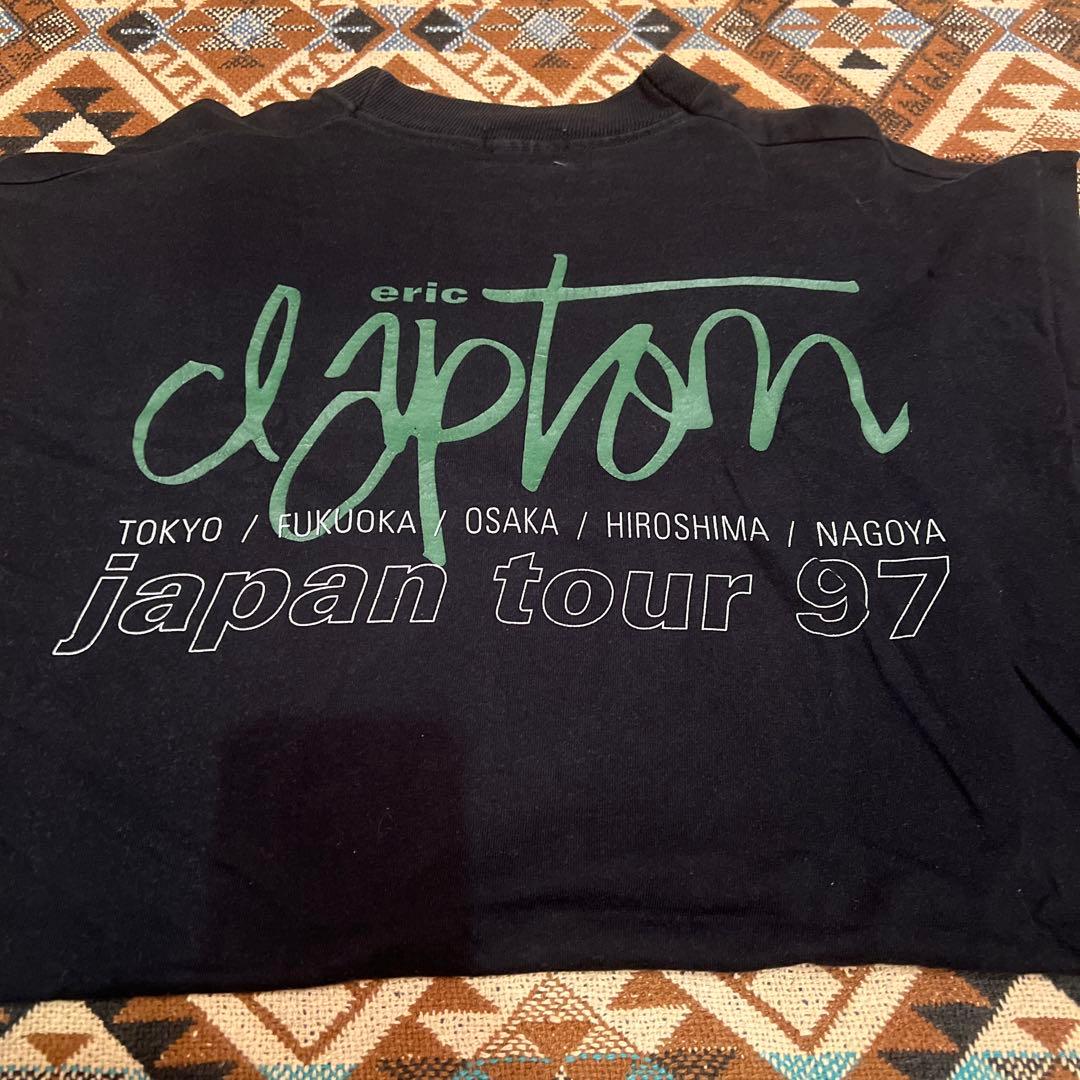 eric
clapton
TOKYO / FUKUOKA / OSAKA / HIROSHIMA / NAGOYA
japan tour 97